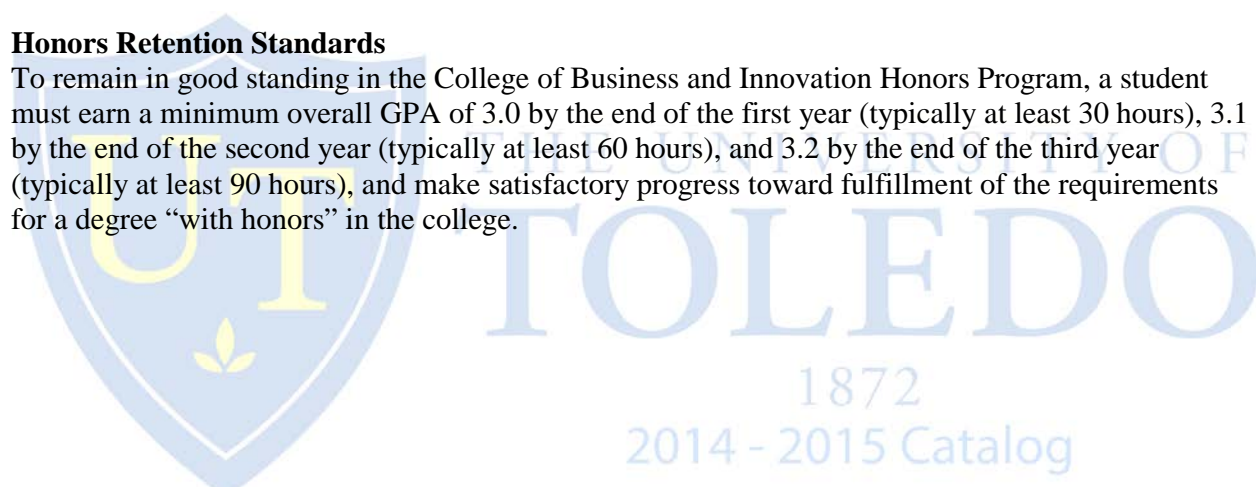 Honors Retention Standards
To remain in good standing in the College of Business and Innovation Honors Program, a student
must earn a minimum overall GPA of 3.0 by the end of the first year (typically at least 30 hours), 3.1
by the end of the second year (typically at least 60 hours), and 3.2 by the end of the third year
(typically at least 90 hours), and make satisfactory progress toward fulfillment of the requirements
for a degree “with honors” in the college.
UT
THE UNIVERSITY OF
TOLEDO
1872
2014 - 2015 Catalog